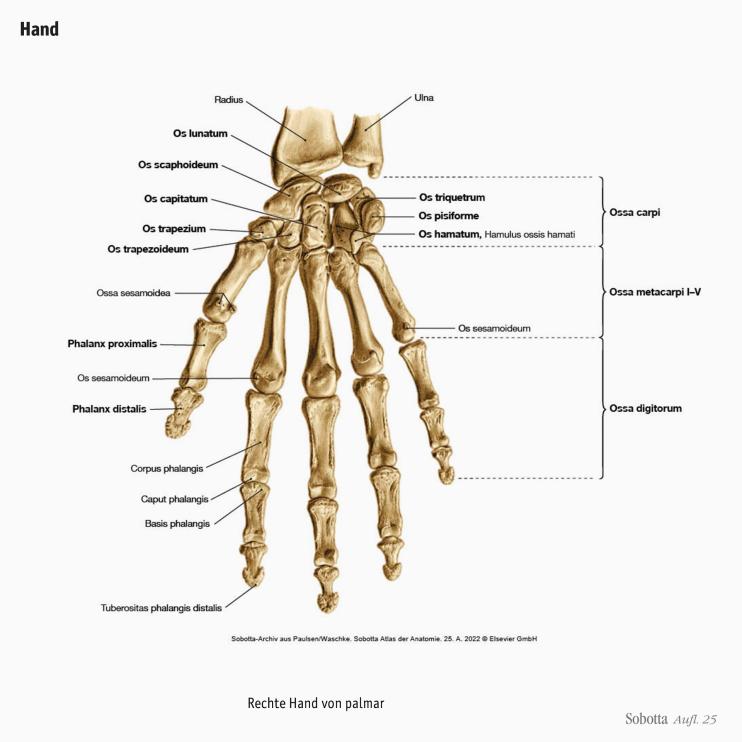 Hand
Radius
Ulna
Os lunatum
Os scaphoideum
Os capitatum
Os triquetrum
Os pisiforme
Ossa carpi
Os trapezium
Os hamatum, Hamulus ossis hamati
Os trapezoideum
Ossa sesamoidea
Ossa metacarpi I–V
Os sesamoideum
Phalanx proximalis
Os sesamoideum
Phalanx distalis
Ossa digitorum
Corpus phalangis
Caput phalangis
Basis phalangis
Tuberositas phalangis distalis
Sobotta-Archiv aus Paulsen/Waschke. Sobotta Atlas der Anatomie. 25. A. 2022 © Elsevier GmbH
Rechte Hand von palmar
Sobotta Aufl. 25